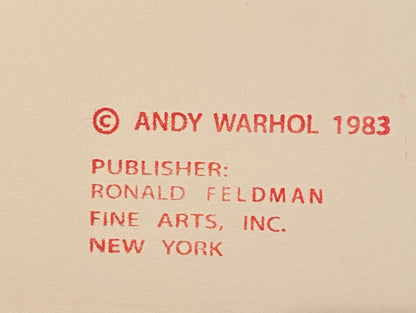 © ANDY WARHOL 1983
PUBLISHER:
RONALD FELDMAN
FINE ARTS, INC.
NEW YORK